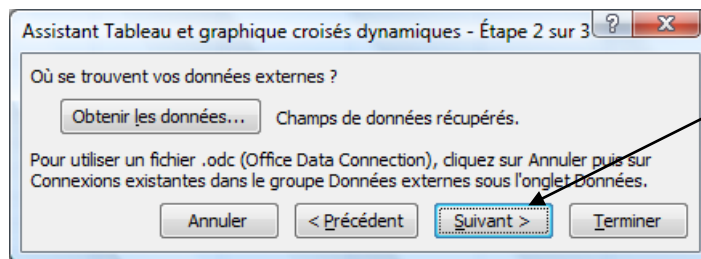 Assistant Tableau et graphique croisés dynamiques - Étape 2 sur 3
Où se trouvent vos données externes ?
Obtenir les données... Champs de données récupérés.
Pour utiliser un fichier .odc (Office Data Connection), cliquez sur Annuler puis sur
Connexions existantes dans le groupe Données externes sous l'onglet Données.
Annuler < Précédent Suivant > Terminer